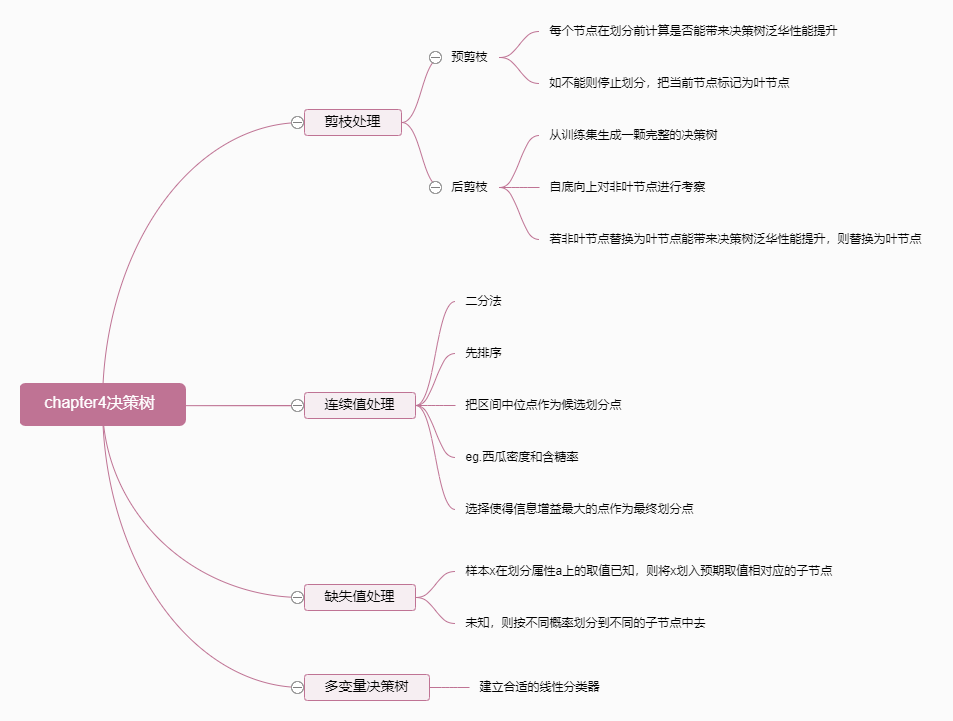 chapter4决策树
剪枝处理
预剪枝
每个节点在划分前计算是否能带来决策树泛华性能提升
如不能则停止划分，把当前节点标记为叶节点
后剪枝
从训练集生成一颗完整的决策树
自底向上对非叶节点进行考察
若非叶节点替换为叶节点能带来决策树泛华性能提升，则替换为叶节点
连续值处理
二分法
先排序
把区间中位点作为候选划分点
eg.西瓜密度和含糖率
选择使得信息增益最大的点作为最终划分点
缺失值处理
样本x在划分属性a上的取值已知，则将x划入预期取值相对应的子节点
未知，则按不同概率划分到不同的子节点中去
多变量决策树
建立合适的线性分类器